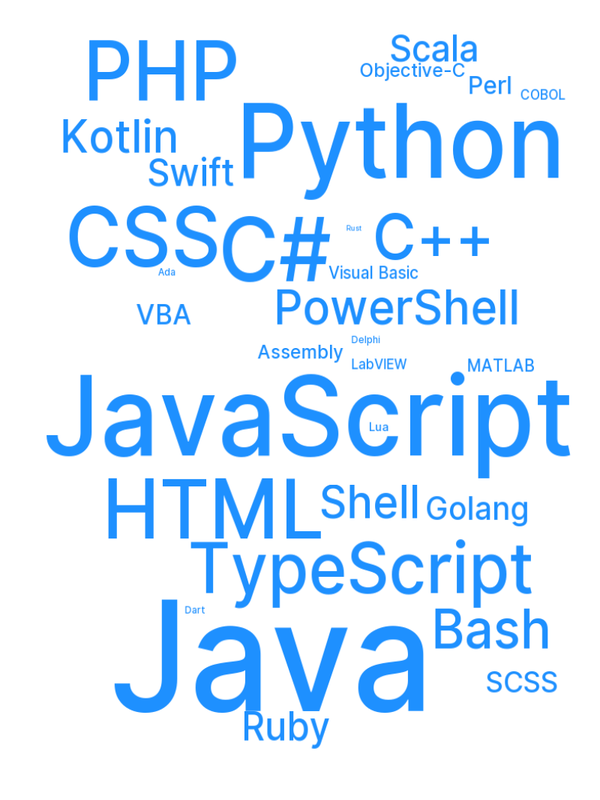 PHP
Scala
Objective-C
Perl
COBOL
Python
Kotlin
Swift
CSS
C#
Rust
C++
Ada
Visual Basic
VBA
PowerShell
Delphi
Assembly
LabVIEW
MATLAB
JavaScript
Lua
HTML
Shell
Golang
TypeScript
Dart
Java
Bash
SCSS
Ruby